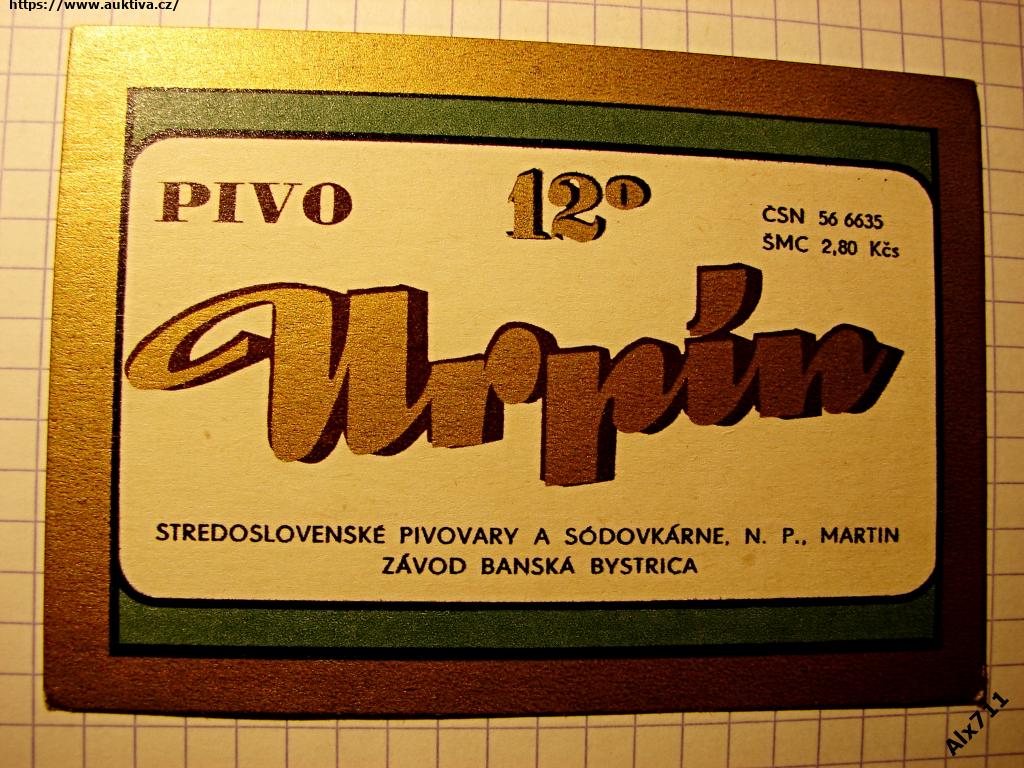 https://www.auktiva.cz/
PIVO 12°
ČSN 56 6635
ŠMC 2,80 Kčs
Urpín
STREDOSLOVENSKÉ PIVOVARY A SÓDOVKÁRNE, N. P., MARTIN
ZÁVOD BANSKÁ BYSTRICA
Alx711